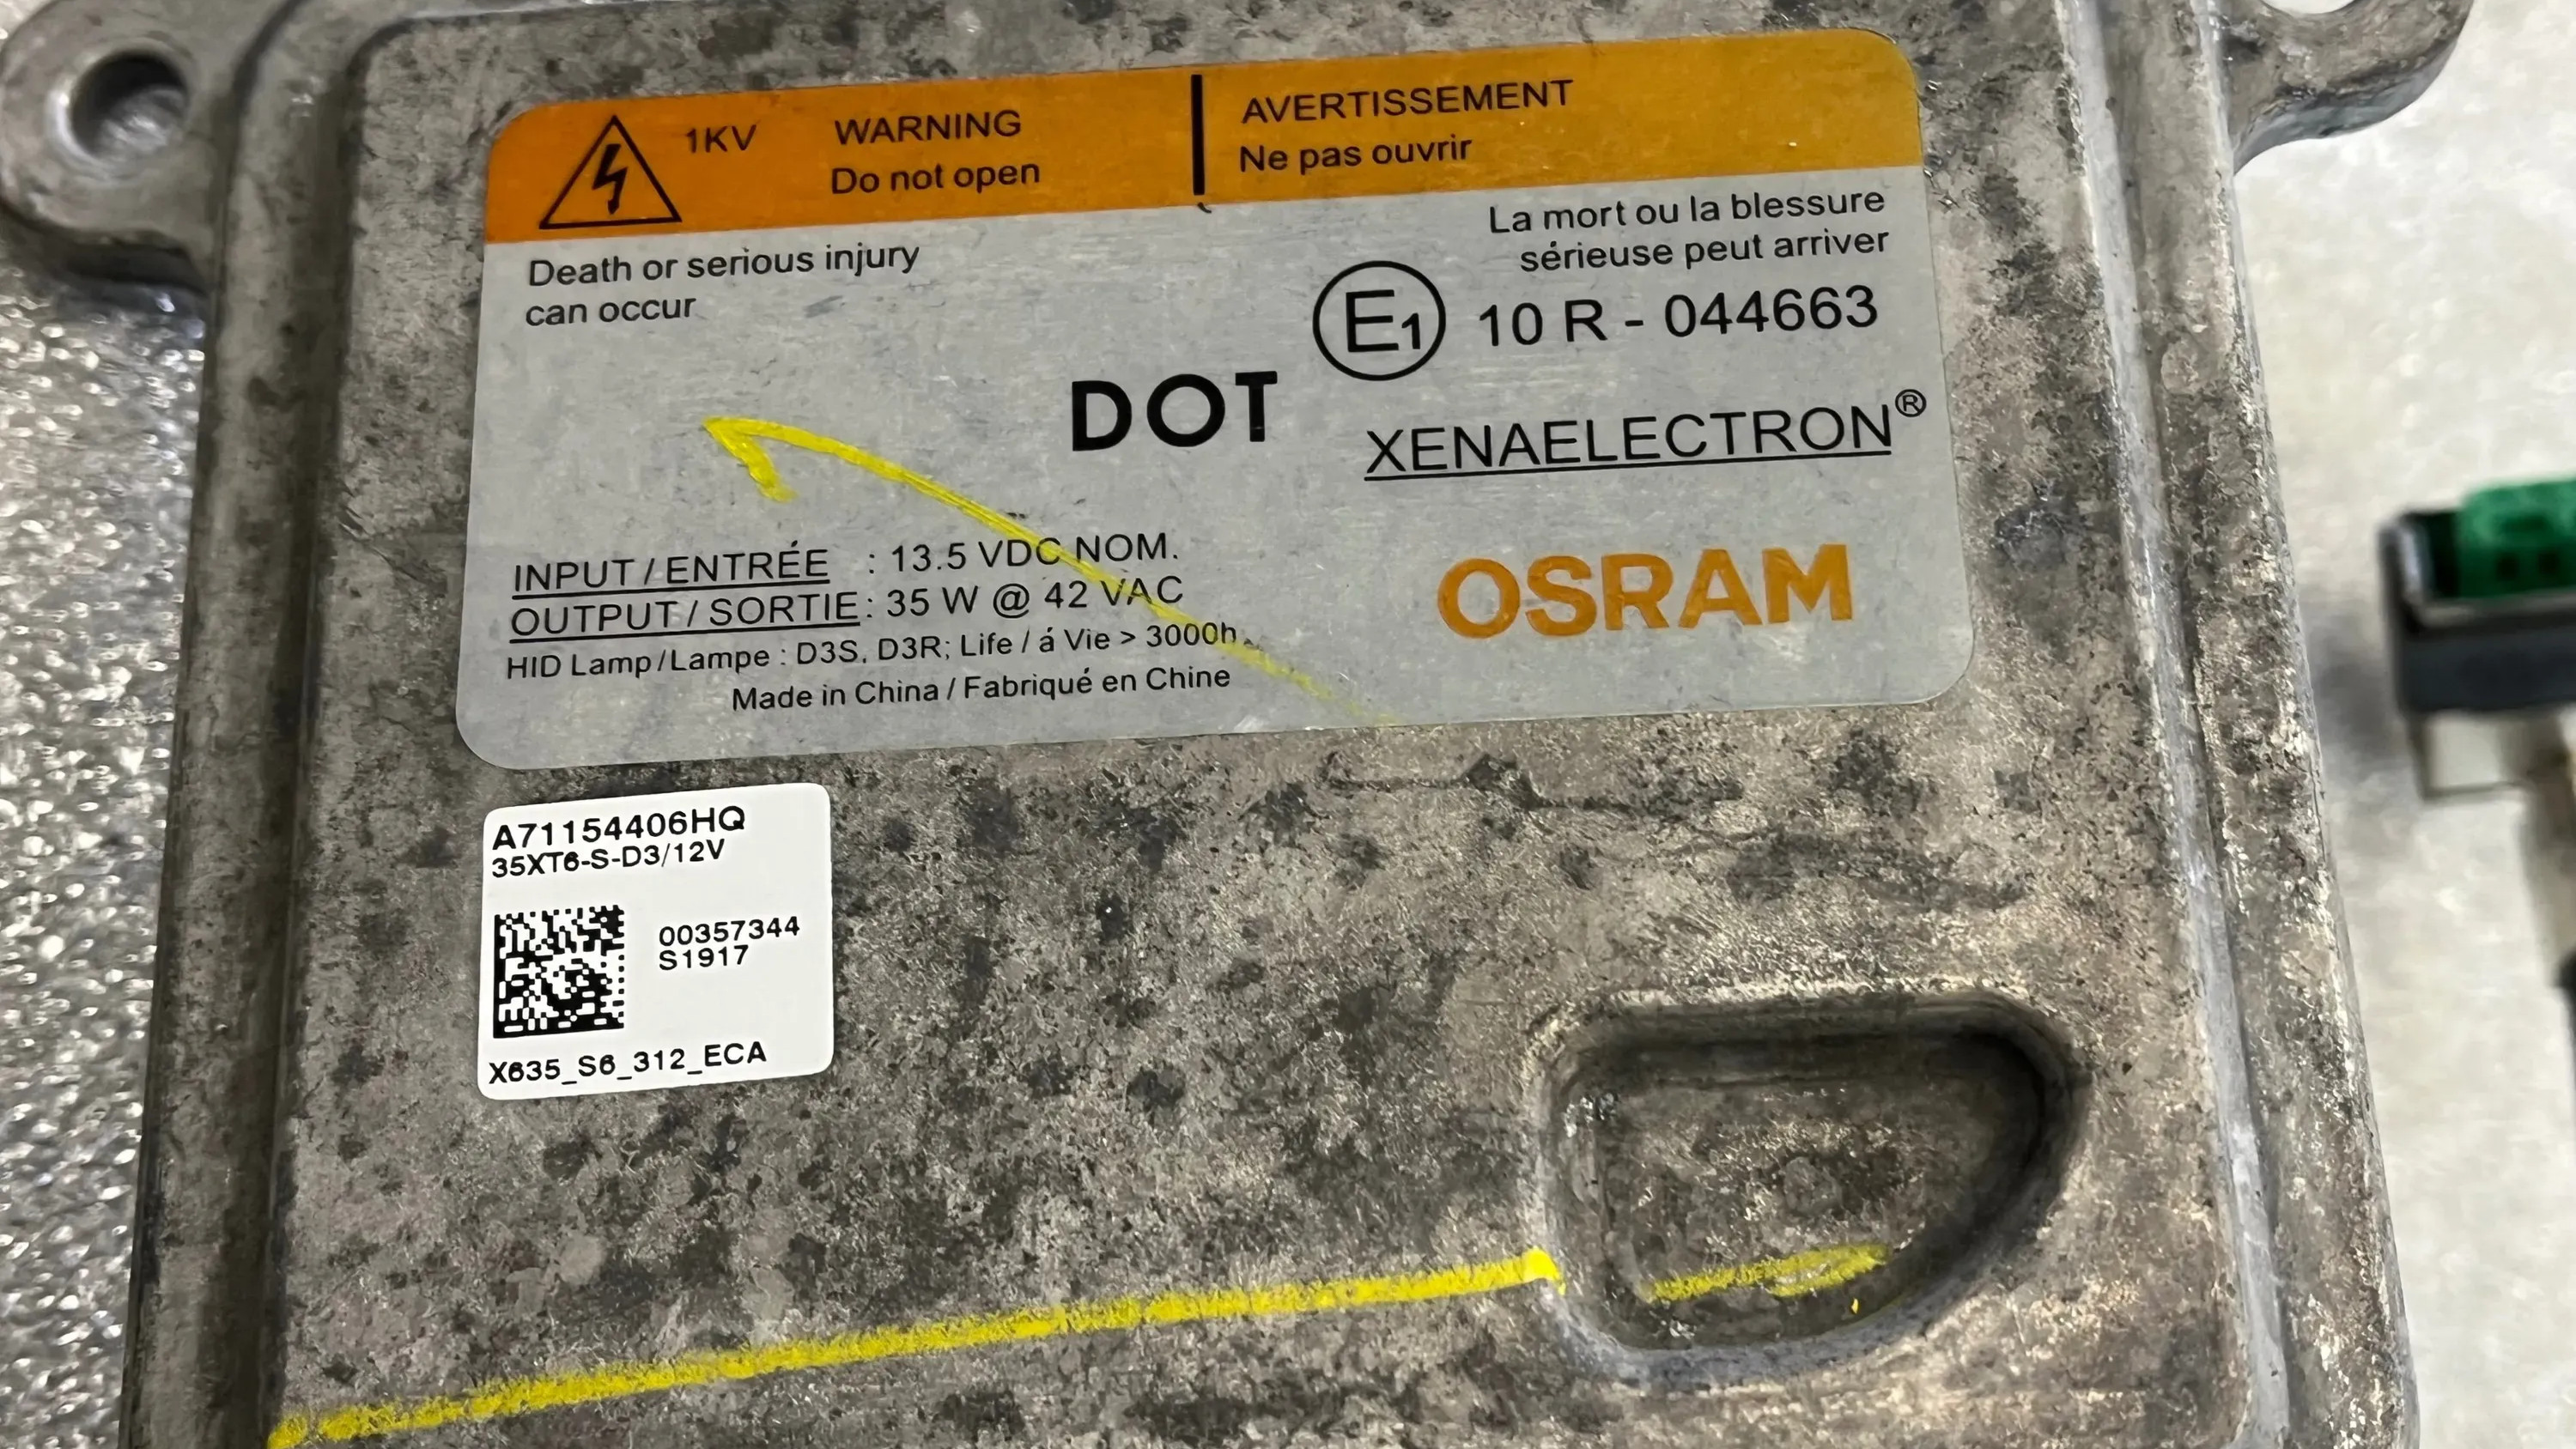 1KV WARNING
Do not open
AVERTISSEMENT
Ne pas ouvrir
Death or serious injury
can occur
La mort ou la blessure
sérieuse peut arriver
E1 10 R - 044663
DOT
XENAELECTRON®
INPUT / ENTRÉE : 13.5 VDC NOM.
OUTPUT / SORTIE : 35 W @ 42 VAC
HID Lamp / Lampe : D3S, D3R; Life / á Vie > 3000h
Made in China / Fabriqué en Chine
OSRAM
A71154406HQ
35XT6-S-D3/12V
00357344
S1917
X635_S6_312_ECA